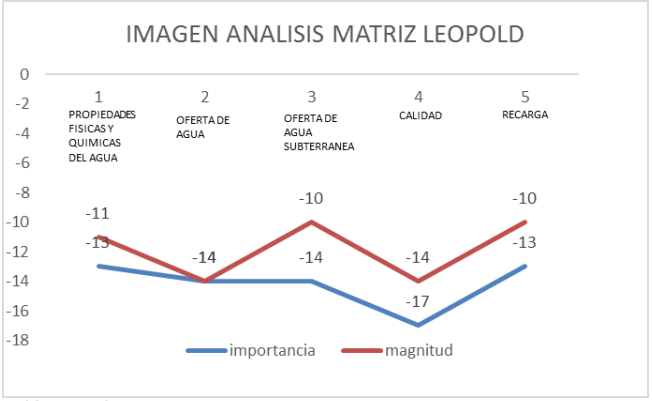 IMAGEN ANALISIS MATRIZ LEOPOLD
0
-2
-4
-6
-8
-10
-12
-14
-16
-18
1
2
3
4
5
PROPIEDADES
FISICAS Y
QUIMICAS
DEL AGUA
OFERTA DE
AGUA
OFERTA DE
AGUA
SUBTERRANEA
CALIDAD
RECARGA
-11
-14
-10
-14
-10
-13
-14
-14
-17
-13
importancia
magnitud